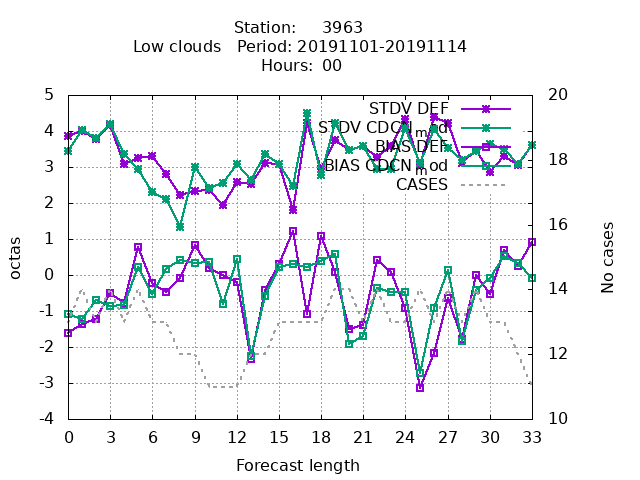 Station: 3963
Low clouds Period: 20191101-20191114
Hours: 00
5
4
3
2
1
0
-1
-2
-3
-4
octas
20
18
16
14
12
10
No cases
STDV DEF
STDV CDCN_mod
BIAS DEF
BIAS CDCN_mod
CASES
0 3 6 9 12 15 18 21 24 27 30 33
Forecast length